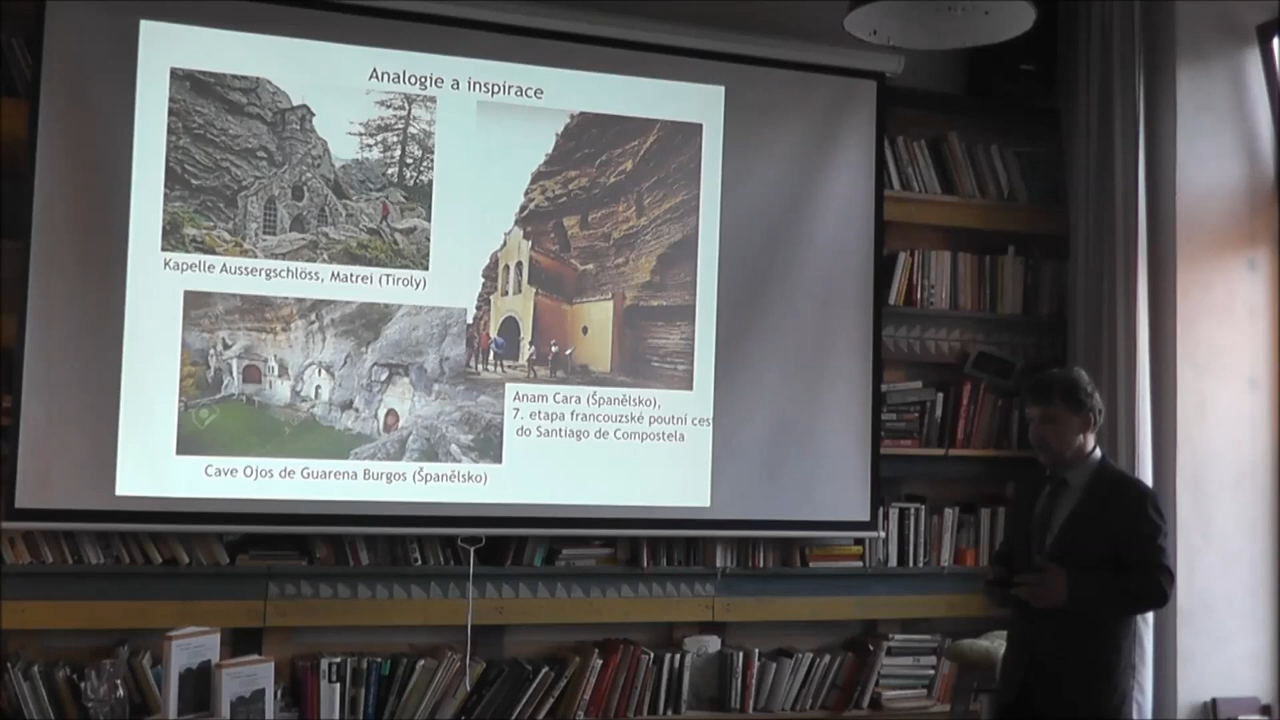 Analogie a inspirace
Kapelle Aussergschlöss, Matrei (Tiroly)
Anam Cara (Španělsko),
7. etapa francouzské poutní ces
do Santiago de Compostela
Cave Ojos de Guarena Burgos (Španělsko)